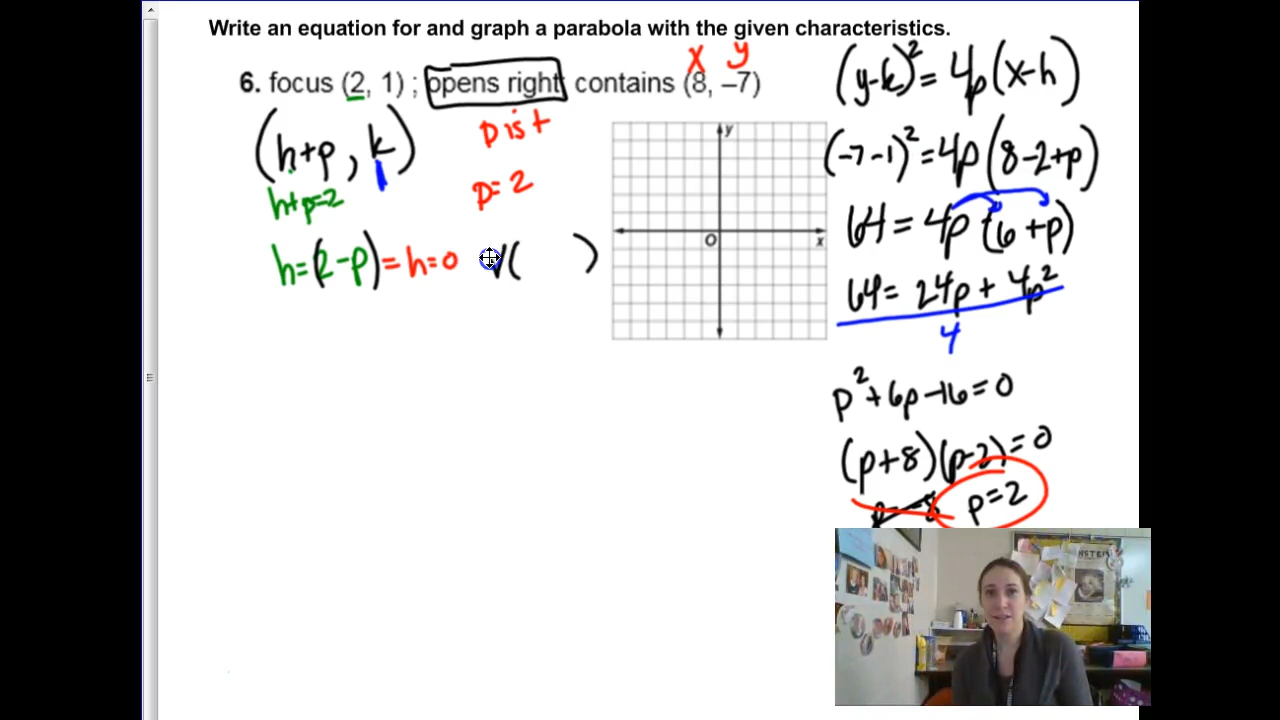 Write an equation for and graph a parabola with the given characteristics.
x y
6. focus (2, 1) ; opens right; contains (8, –7)
(h+p, k)
1
h+p=2
p is +
p=2
h=(2-p)=h=0 V( )
y
O
x
(y-k)²=4p(x-h)
(-7-1)²=4p(8-2+p)
64=4p(6+p)
64=24p+4p²
4
p²+6p-16=0
(p+8)(p-2)=0
p=-8 p=2